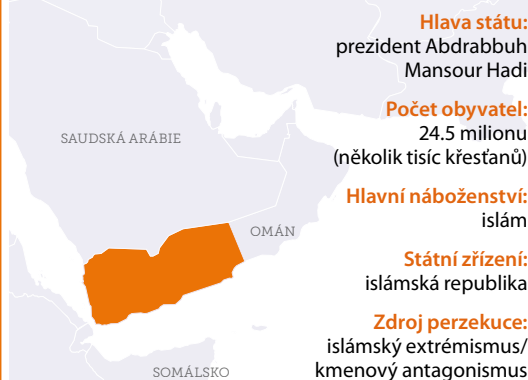 Hlava státu:
prezident Abdrabbuh
Mansour Hadi
Počet obyvatel:
24.5 milionu
(několik tisíc křesťanů)
Hlavní náboženství:
islám
Státní zřízení:
islámská republika
Zdroj perzekuce:
islámský extrémismus/
kmenový antagonismus
SAUDSKÁ ARÁBIE
OMÁN
SOMÁLSKO